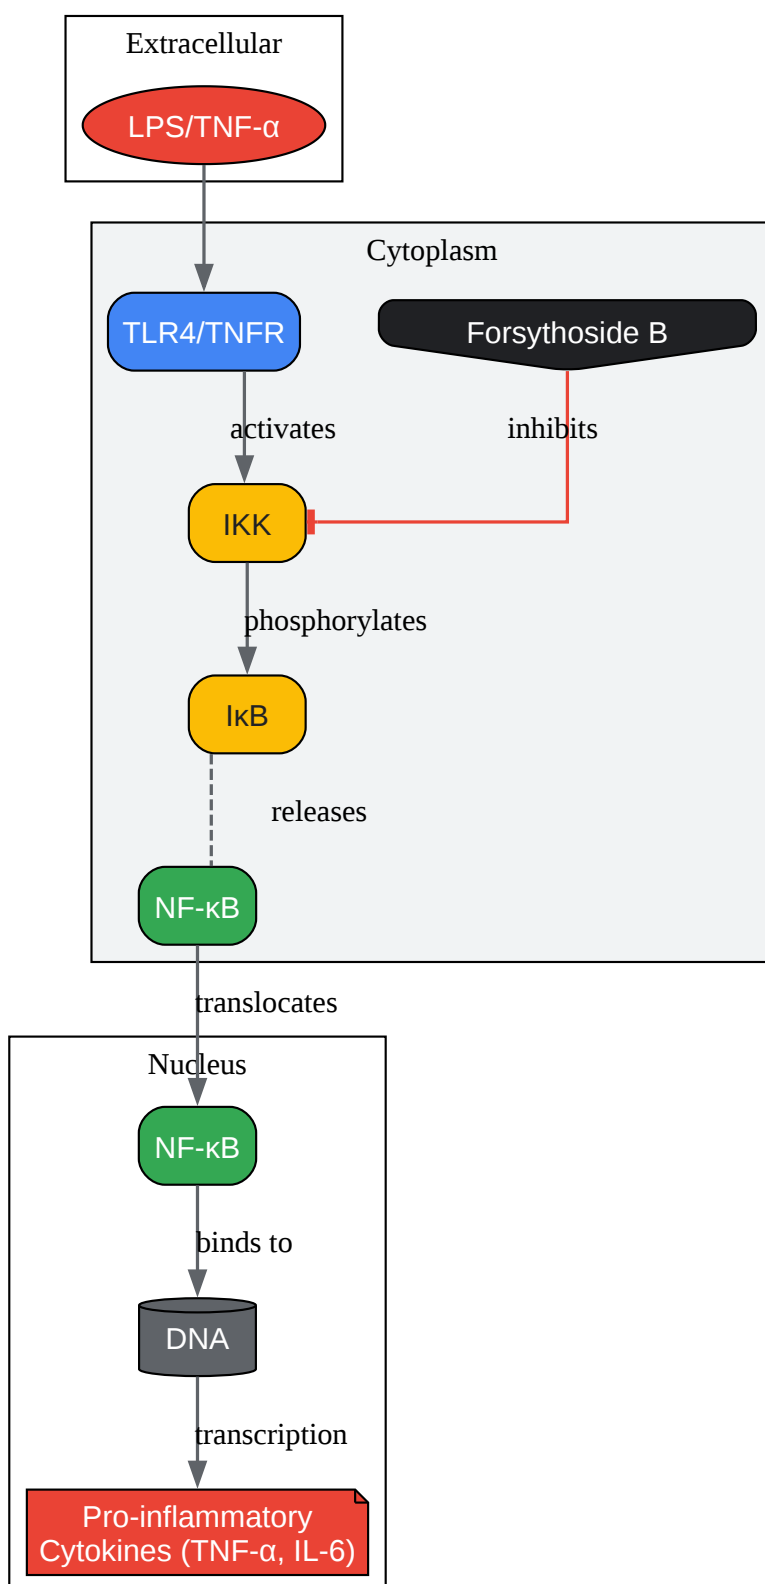 Extracellular
LPS/TNF-α
Cytoplasm
TLR4/TNFR
Forsythoside B
activates
inhibits
IKK
phosphorylates
IκB
releases
NF-κB
translocates
Nucleus
NF-κB
binds to
DNA
transcription
Pro-inflammatory
Cytokines (TNF-α, IL-6)